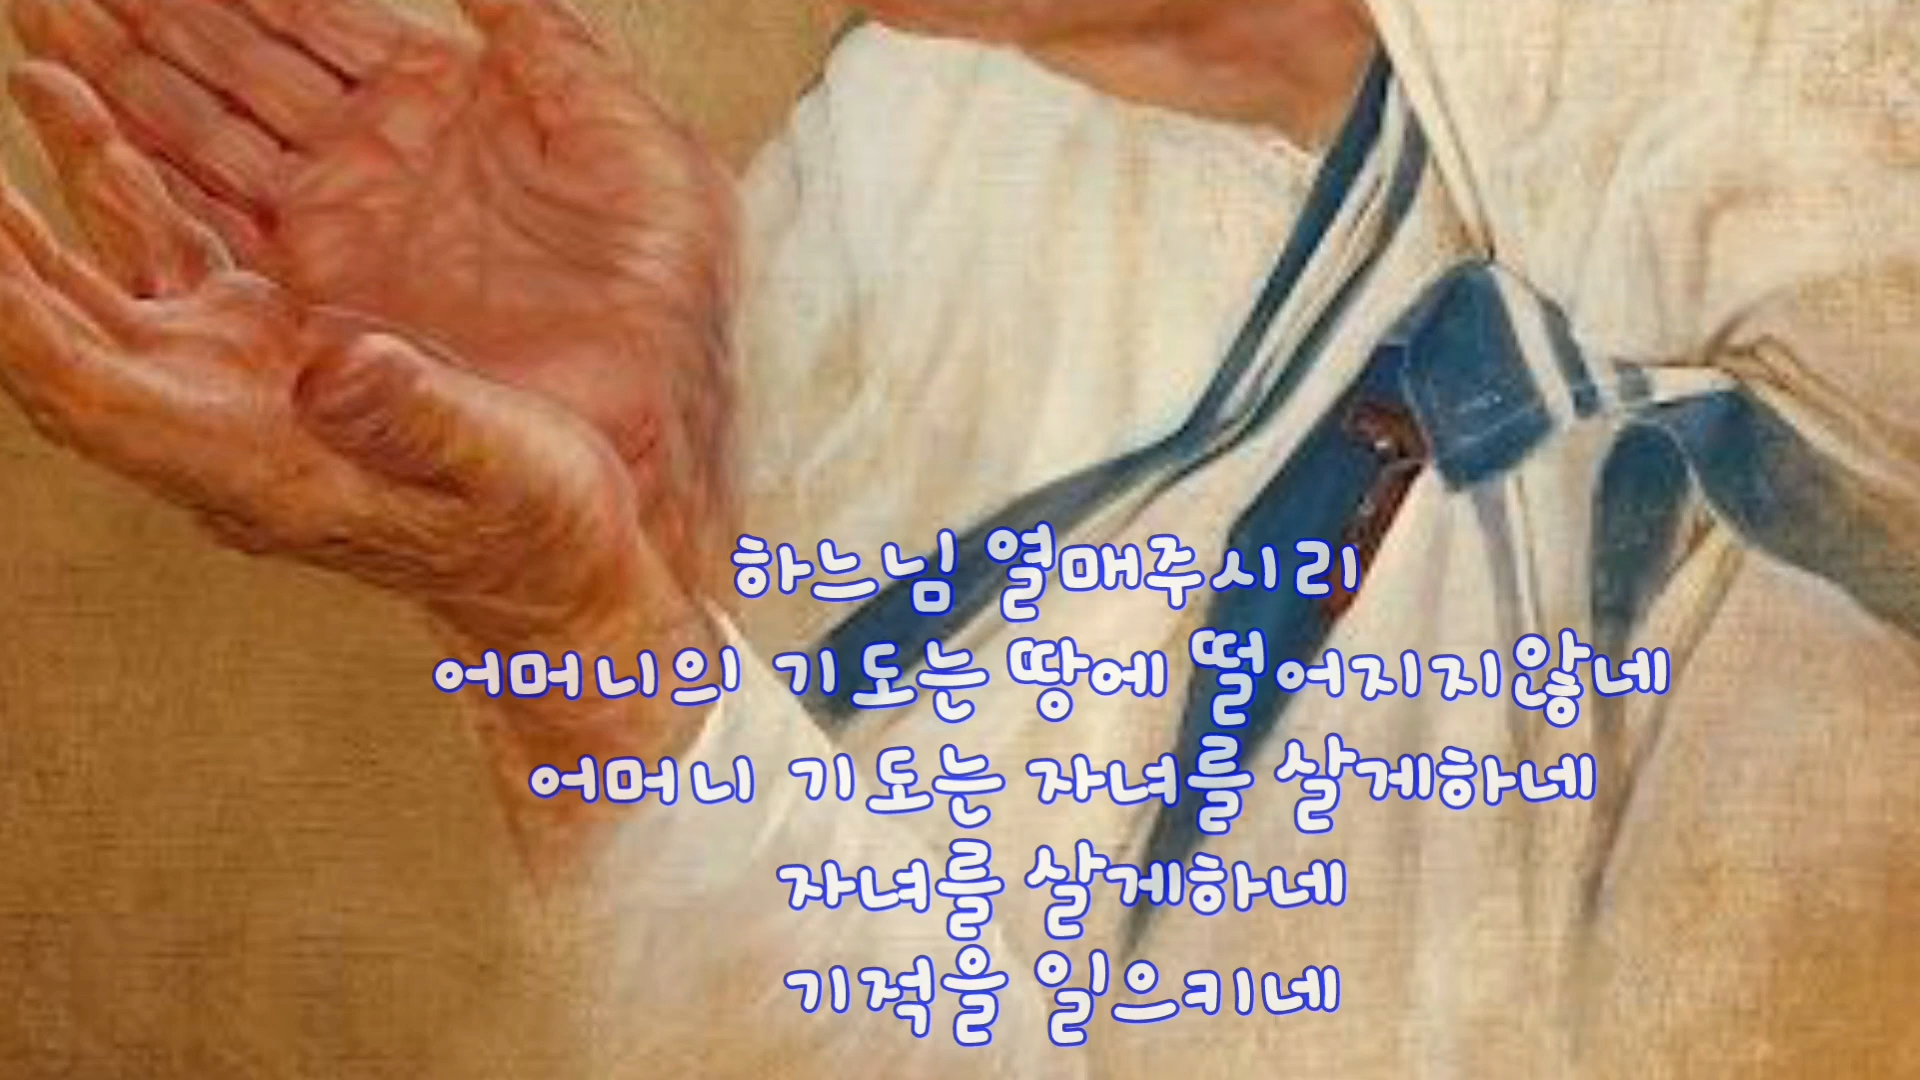 하느님 열매주시리
어머니의 기도는 땅에 떨어지지않네
어머니 기도는 자녀를 살게하네
자녀를 살게하네
기적을 일으키네